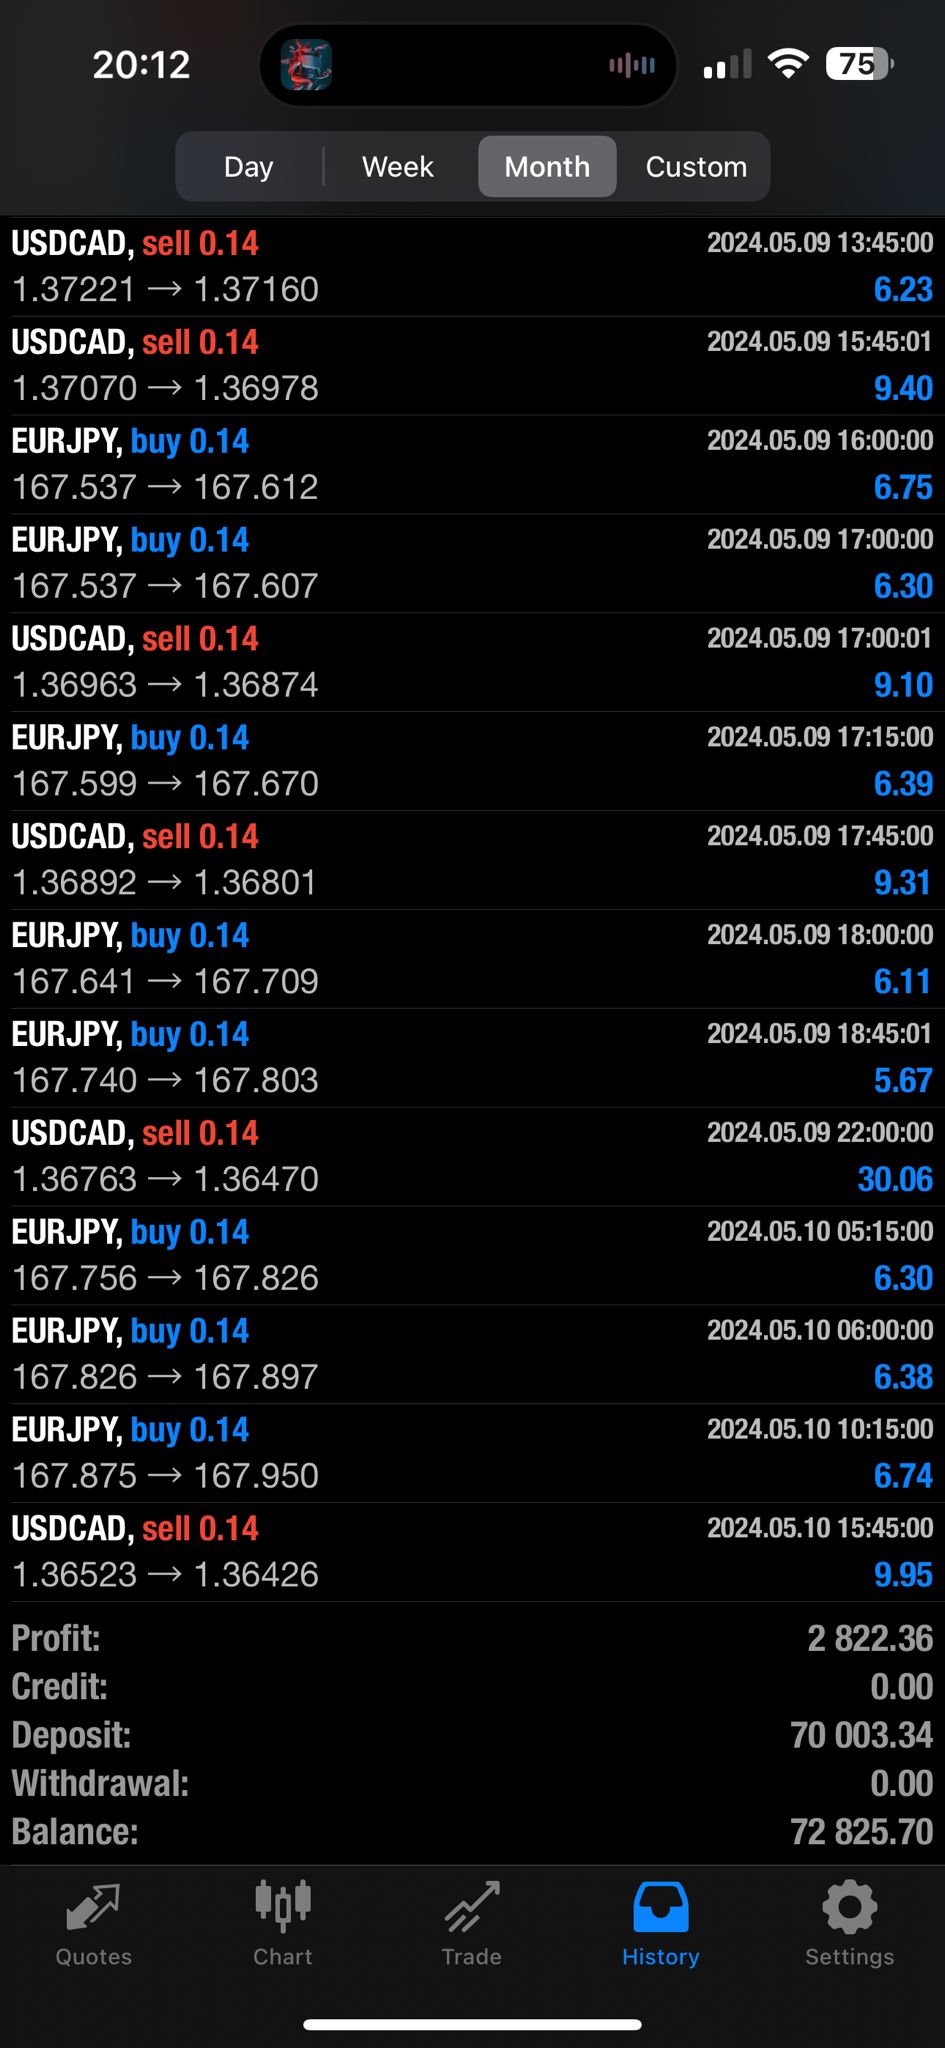 20:12
75
Day Week Month Custom
USDCAD, sell 0.14 2024.05.09 13:45:00
1.37221 → 1.37160 6.23
USDCAD, sell 0.14 2024.05.09 15:45:01
1.37070 → 1.36978 9.40
EURJPY, buy 0.14 2024.05.09 16:00:00
167.537 → 167.612 6.75
EURJPY, buy 0.14 2024.05.09 17:00:00
167.537 → 167.607 6.30
USDCAD, sell 0.14 2024.05.09 17:00:01
1.36963 → 1.36874 9.10
EURJPY, buy 0.14 2024.05.09 17:15:00
167.599 → 167.670 6.39
USDCAD, sell 0.14 2024.05.09 17:45:00
1.36892 → 1.36801 9.31
EURJPY, buy 0.14 2024.05.09 18:00:00
167.641 → 167.709 6.11
EURJPY, buy 0.14 2024.05.09 18:45:01
167.740 → 167.803 5.67
USDCAD, sell 0.14 2024.05.09 22:00:00
1.36763 → 1.36470 30.06
EURJPY, buy 0.14 2024.05.10 05:15:00
167.756 → 167.826 6.30
EURJPY, buy 0.14 2024.05.10 06:00:00
167.826 → 167.897 6.38
EURJPY, buy 0.14 2024.05.10 10:15:00
167.875 → 167.950 6.74
USDCAD, sell 0.14 2024.05.10 15:45:00
1.36523 → 1.36426 9.95
Profit: 2 822.36
Credit: 0.00
Deposit: 70 003.34
Withdrawal: 0.00
Balance: 72 825.70
Quotes Chart Trade History Settings